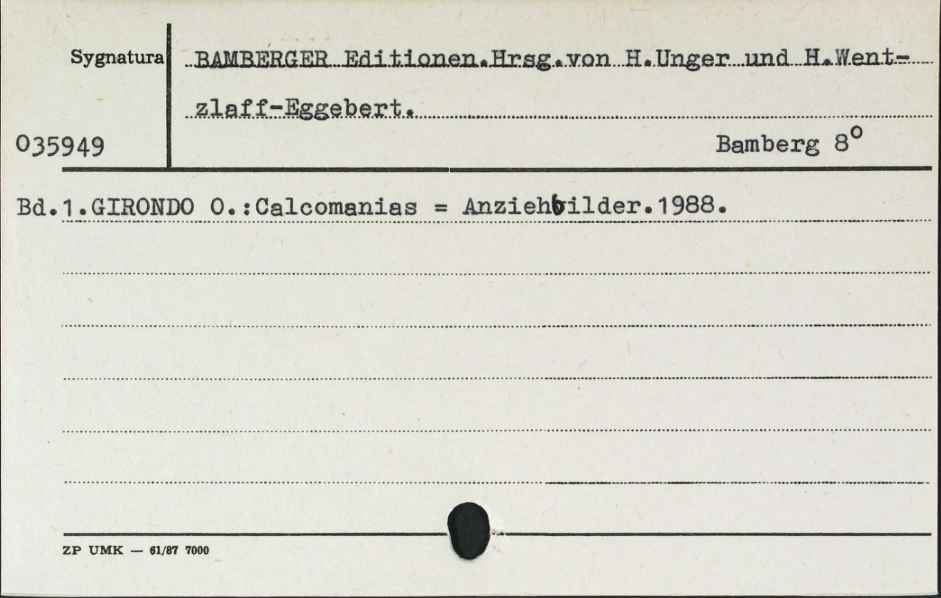 Sygnatura BAMBERGER Editionen.Hrsg.von H.Unger und H.Went-
zlaff-Eggebert.
035949 Bamberg 8°
Bd.1.GIRONDO O.:Calcomanias = Anziehbilder.1988.
ZP UMK — 61/87 7000